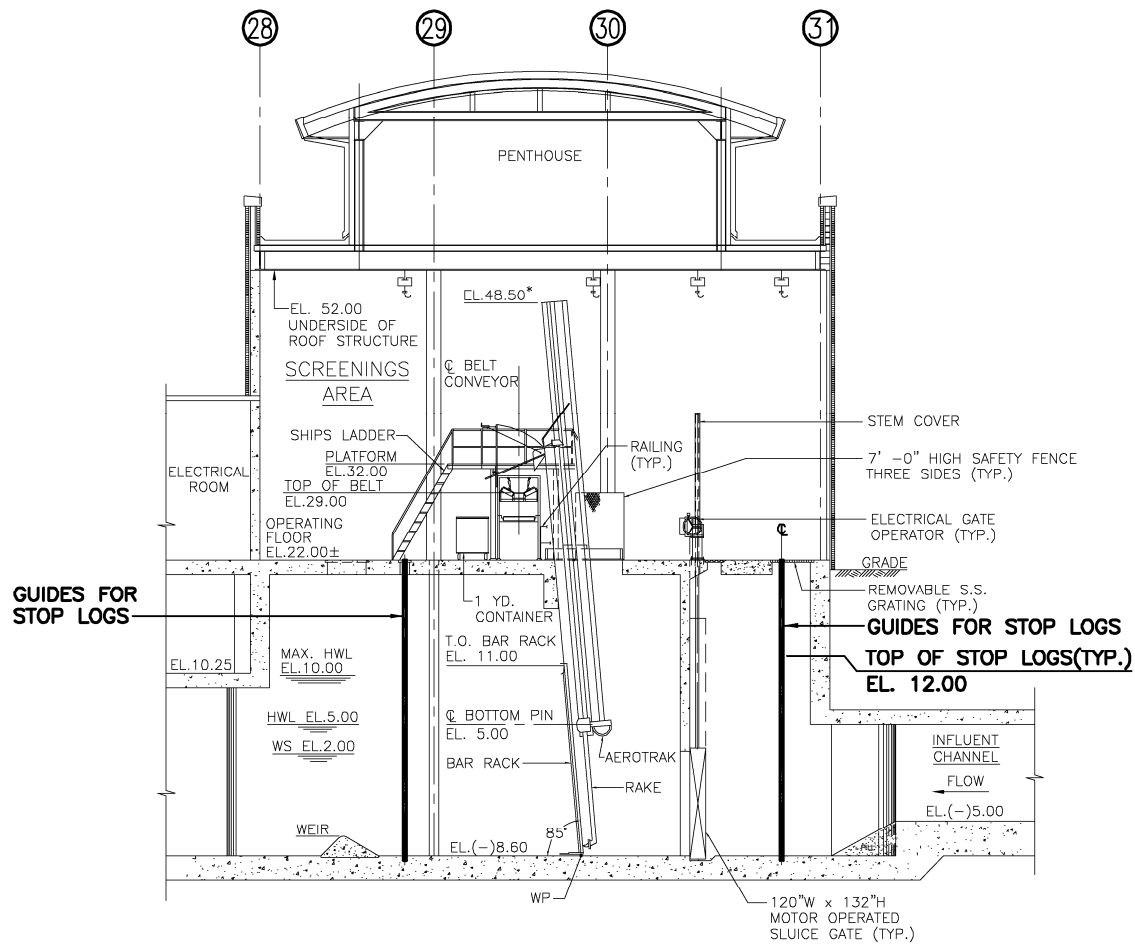 28
29
30
31
PENTHOUSE
EL. 52.00
UNDERSIDE OF
ROOF STRUCTURE
EL.48.50*
SCREENINGS
AREA
℄ BELT
CONVEYOR
SHIPS LADDER
PLATFORM
EL.32.00
TOP OF BELT
EL.29.00
ELECTRICAL
ROOM
OPERATING
FLOOR
EL.22.00±
RAILING
(TYP.)
STEM COVER
7' -0" HIGH SAFETY FENCE
THREE SIDES (TYP.)
ELECTRICAL GATE
OPERATOR (TYP.)
℄
GRADE
REMOVABLE S.S.
GRATING (TYP.)
GUIDES FOR
STOP LOGS
1 YD.
CONTAINER
GUIDES FOR STOP LOGS
TOP OF STOP LOGS(TYP.)
EL. 12.00
T.O. BAR RACK
EL. 11.00
EL.10.25
MAX. HWL
EL.10.00
HWL EL.5.00
WS EL.2.00
℄ BOTTOM PIN
EL. 5.00
BAR RACK
AEROTRAK
RAKE
INFLUENT
CHANNEL
FLOW
EL.(-)5.00
WEIR
85°
EL.(-)8.60
WP
120"W x 132"H
MOTOR OPERATED
SLUICE GATE (TYP.)